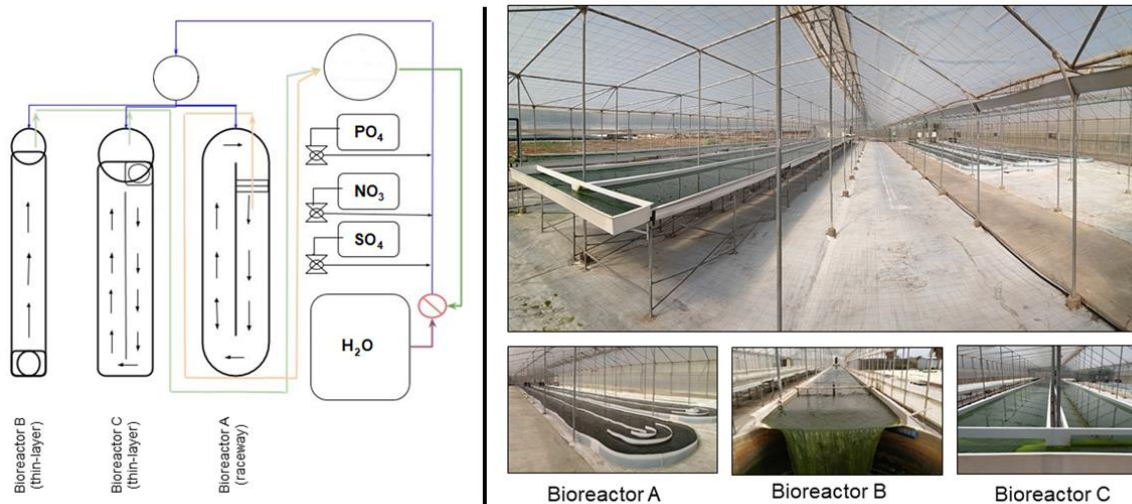 PO4
NO3
SO4
H2O
Bioreactor B
(thin-layer)
Bioreactor C
(thin-layer)
Bioreactor A
(raceway)
Bioreactor A
Bioreactor B
Bioreactor C